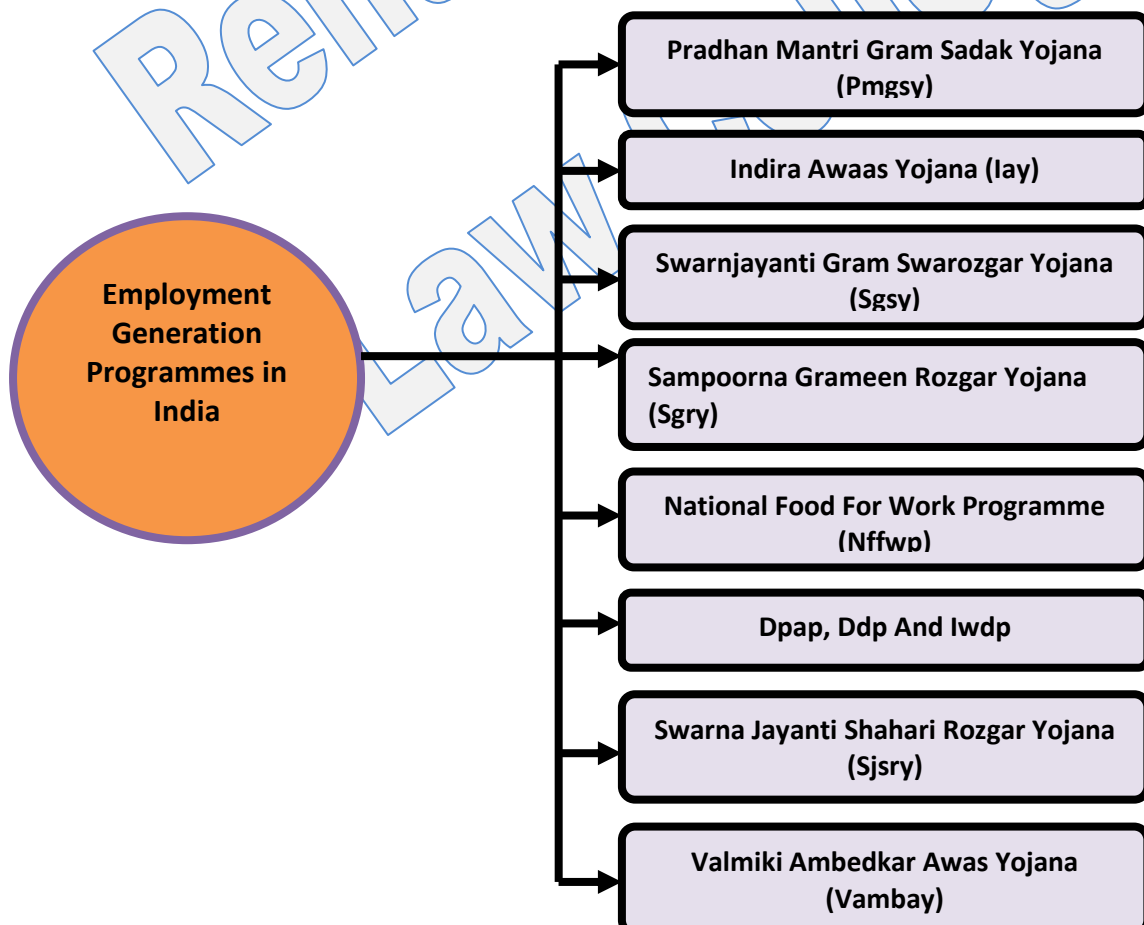 Employment
Generation
Programmes in
India
Pradhan Mantri Gram Sadak Yojana
(Pmgsy)
Indira Awaas Yojana (Iay)
Swarnjayanti Gram Swarozgar Yojana
(Sgsy)
Sampoorna Grameen Rozgar Yojana
(Sgry)
National Food For Work Programme
(Nffwp)
Dpap, Ddp And Iwdp
Swarna Jayanti Shahari Rozgar Yojana
(Sjsry)
Valmiki Ambedkar Awas Yojana
(Vambay)
Law